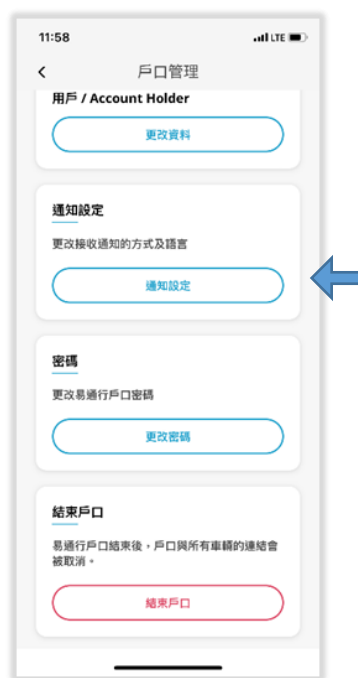 11:58
LTE
戶口管理
用戶 / Account Holder
更改資料
通知設定
更改接收通知的方式及語言
通知設定
密碼
更改易通行戶口密碼
更改密碼
結束戶口
易通行戶口結束後，戶口與所有車輛的連結會
被取消。
結束戶口